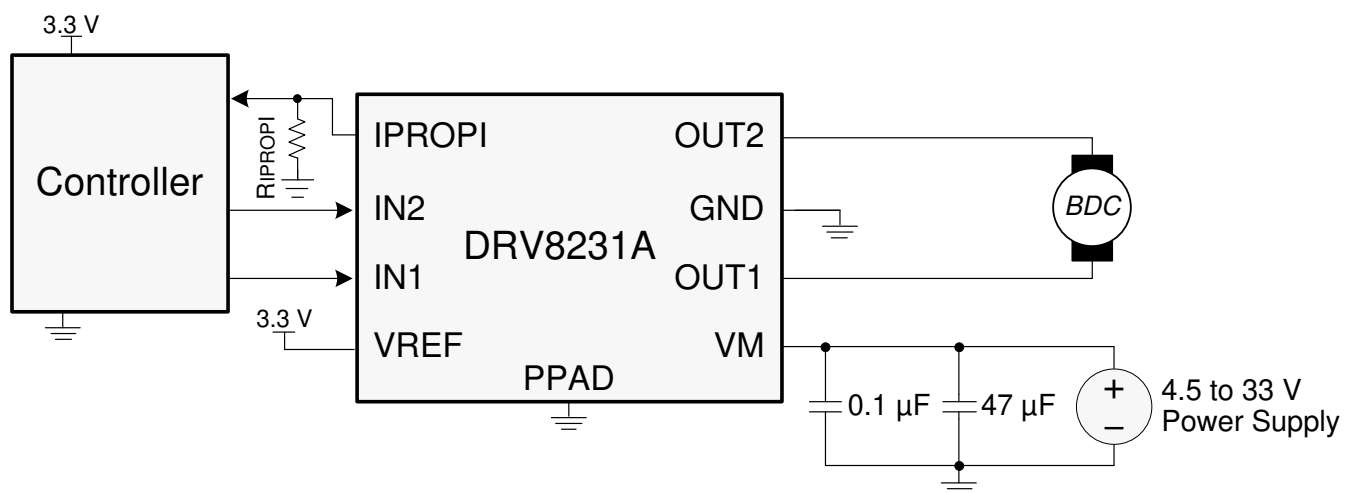 3.3 V
Controller
RIPROPI
IPROPI
IN2
IN1
3.3 V
VREF
DRV8231A
PPAD
OUT2
GND
OUT1
VM
BDC
0.1 µF
47 µF
+
–
4.5 to 33 V
Power Supply